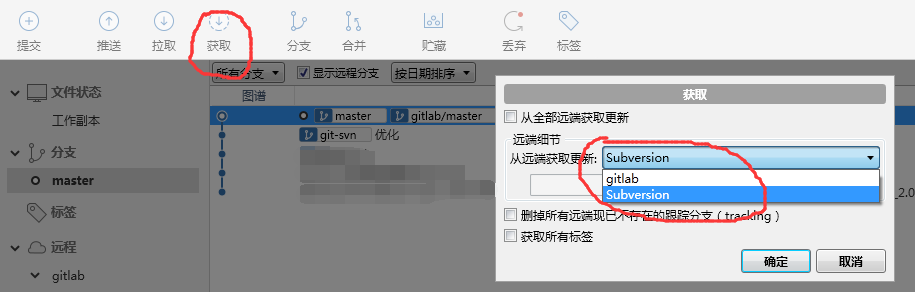 提交 推送 拉取 获取 分支 合并 贮藏 丢弃 标签
所有分支 显示远程分支 按日期排序
文件状态
工作副本
分支
master
标签
远程
gitlab
图谱
master gitlab/master
git-svn 优化
_2.0
获取
从全部远端获取更新
远端细节
从远端获取更新: Subversion
gitlab
Subversion
删掉所有远端现已不存在的跟踪分支（tracking）
获取所有标签
确定 取消